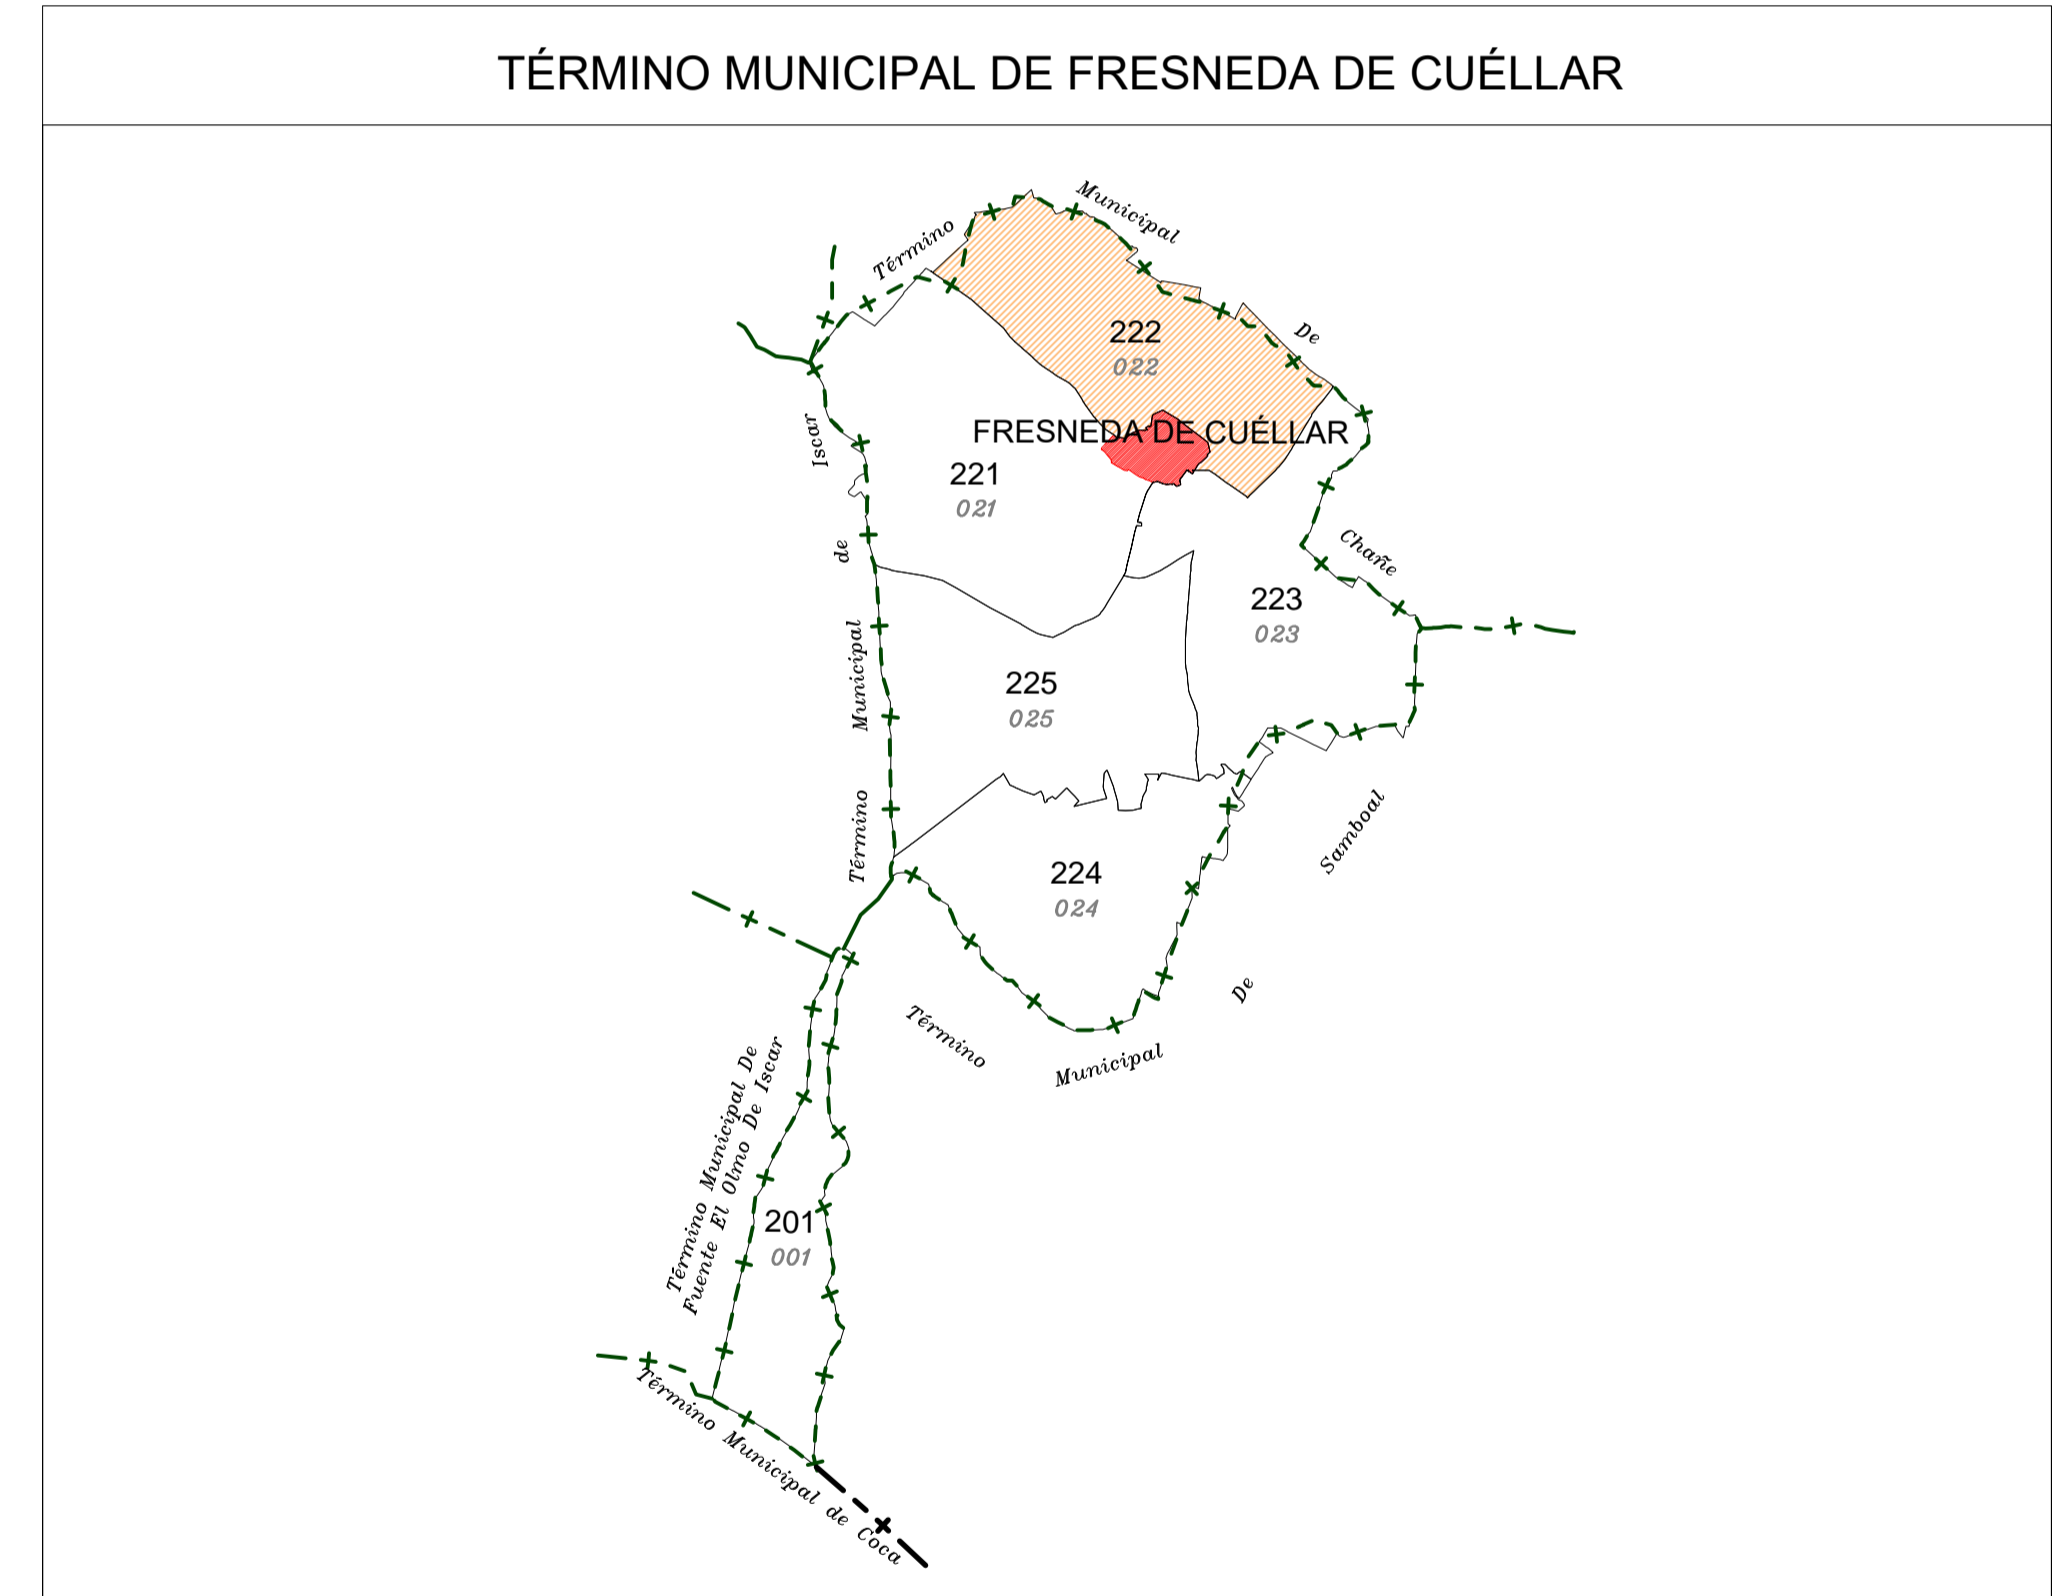 TÉRMINO MUNICIPAL DE FRESNEDA DE CUÉLLAR
Término Municipal De Chañe
222
022
FRESNEDA DE CUÉLLAR
221
021
223
023
225
025
224
024
Término Municipal de Iscar
Término Municipal De Samboal
Término Municipal De
Fuente El Olmo De Iscar
201
001
Término Municipal de Coca